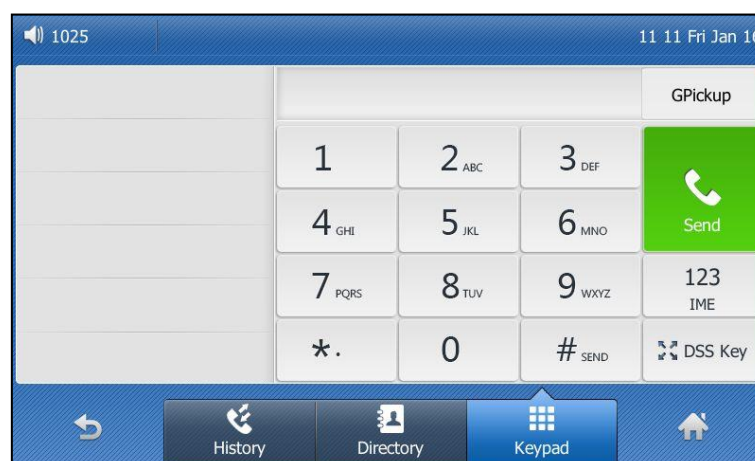 1025
11 11 Fri Jan 16
GPickup
1
2 ABC
3 DEF
Send
4 GHI
5 JKL
6 MNO
7 PQRS
8 TUV
9 WXYZ
123
IME
* .
0
# SEND
DSS Key
History
Directory
Keypad